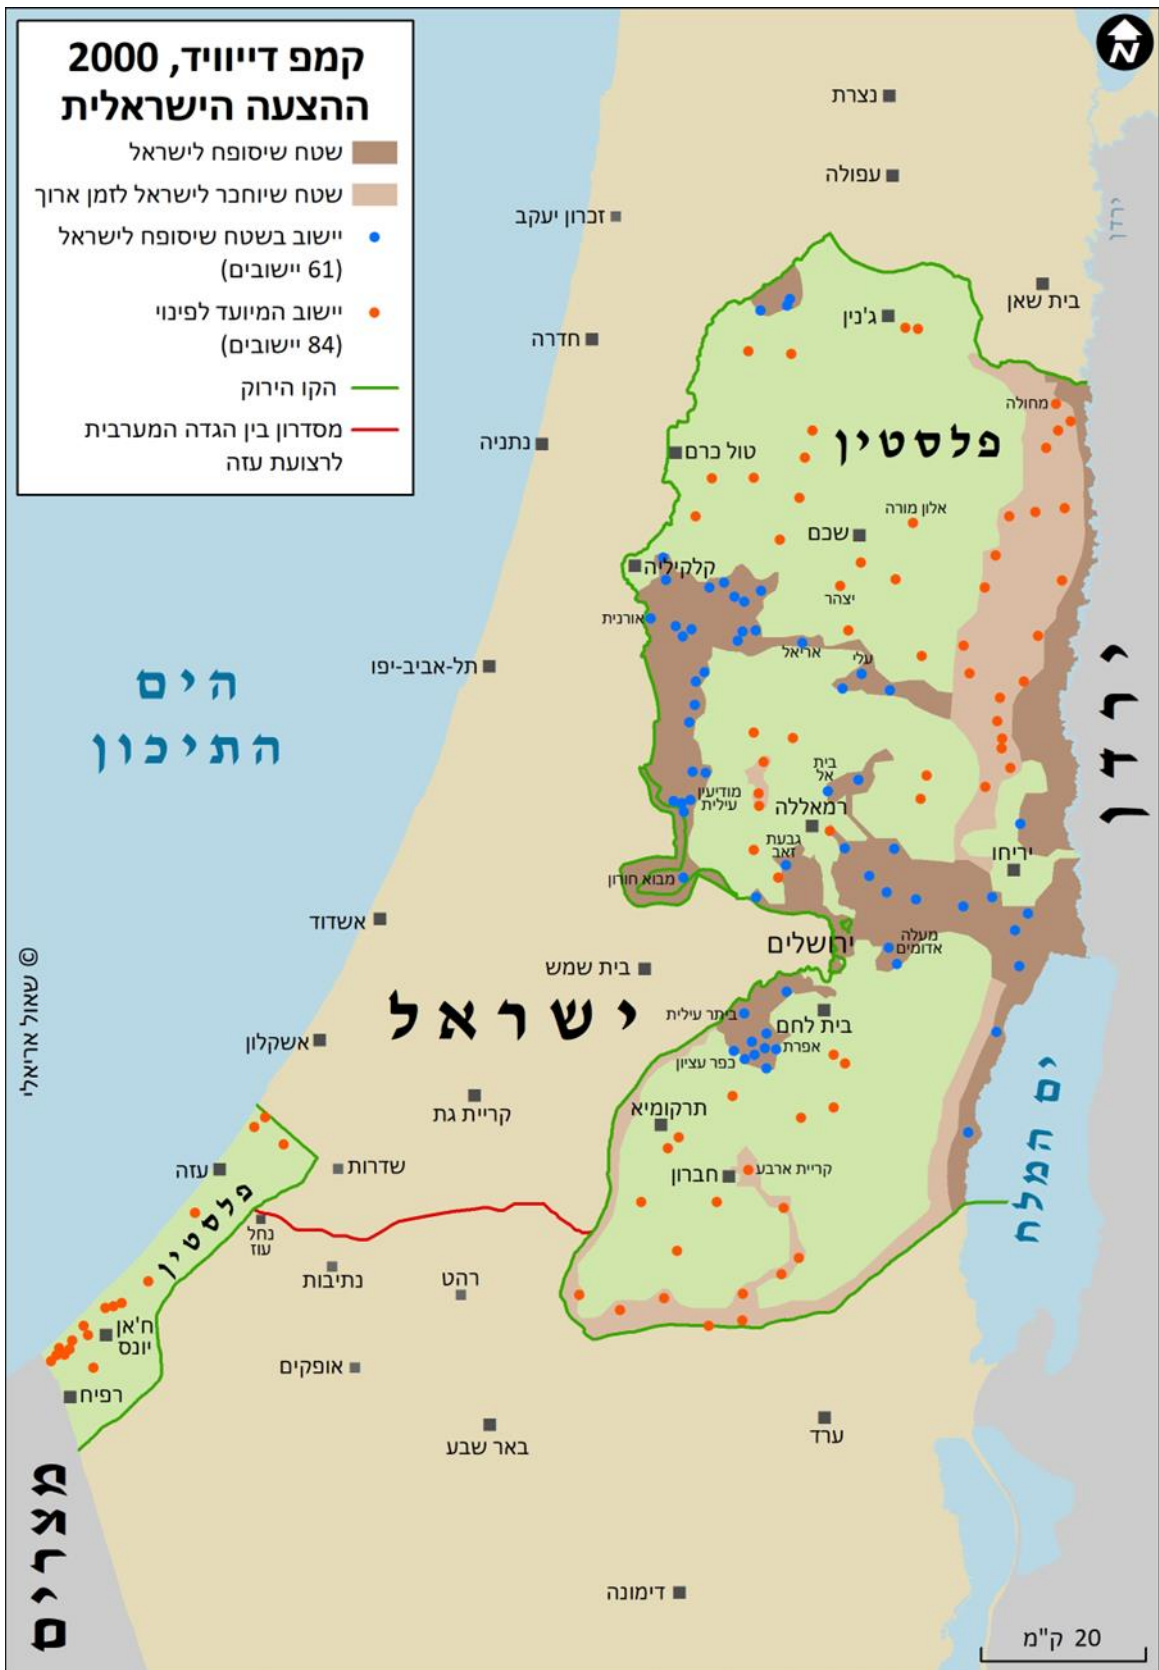 קמפ דייוויד, 2000
ההצעה הישראלית
שטח שיסופח לישראל
שטח שיוחכר לישראל לזמן ארוך
יישוב בשטח שיסופח לישראל
(61 יישובים)
יישוב המיועד לפינוי
(84 יישובים)
הקו הירוק
מסדרון בין הגדה המערבית
לרצועת עזה
N
נצרת
עפולה
זכרון יעקב
ירדן
בית שאן
ג'נין
חדרה
מחולה
פלסטין
טול כרם
נתניה
אלון מורה
שכם
קלקיליה
יצהר
אורנית
אריאל
עלי
תל-אביב-יפו
הים
התיכון
ירדן
בית
אל
מודיעין
עילית
רמאללה
גבעת
זאב
יריחו
מבוא חורון
אשדוד
ירושלים
מעלה
אדומים
בית שמש
ישראל
ביתר עילית
בית לחם
אפרת
כפר עציון
אשקלון
© שאול אריאלי
קריית גת
תרקומיא
ים המלח
שדרות
עזה
חברון
קריית ארבע
פלסטין
נחל
עוז
נתיבות
רהט
ח'אן
יונס
אופקים
רפיח
באר שבע
ערד
מצרים
דימונה
20 ק"מ